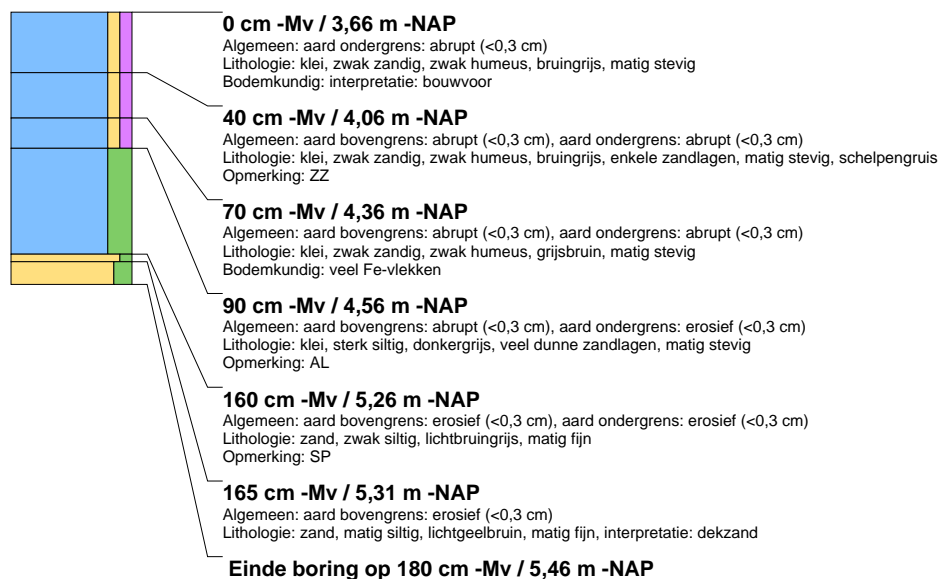 0 cm -Mv / 3,66 m -NAP
Algemeen: aard ondergrens: abrupt (<0,3 cm)
Lithologie: klei, zwak zandig, zwak humeus, bruingrijs, matig stevig
Bodemkundig: interpretatie: bouwvoor
40 cm -Mv / 4,06 m -NAP
Algemeen: aard bovengrens: abrupt (<0,3 cm), aard ondergrens: abrupt (<0,3 cm)
Lithologie: klei, zwak zandig, zwak humeus, bruingrijs, enkele zandlagen, matig stevig, schelpengruis
Opmerking: ZZ
70 cm -Mv / 4,36 m -NAP
Algemeen: aard bovengrens: abrupt (<0,3 cm), aard ondergrens: abrupt (<0,3 cm)
Lithologie: klei, zwak zandig, zwak humeus, grijsbruin, matig stevig
Bodemkundig: veel Fe-vlekken
90 cm -Mv / 4,56 m -NAP
Algemeen: aard bovengrens: abrupt (<0,3 cm), aard ondergrens: erosief (<0,3 cm)
Lithologie: klei, sterk siltig, donkergrijs, veel dunne zandlagen, matig stevig
Opmerking: AL
160 cm -Mv / 5,26 m -NAP
Algemeen: aard bovengrens: erosief (<0,3 cm), aard ondergrens: erosief (<0,3 cm)
Lithologie: zand, zwak siltig, lichtbruingrijs, matig fijn
Opmerking: SP
165 cm -Mv / 5,31 m -NAP
Algemeen: aard bovengrens: erosief (<0,3 cm)
Lithologie: zand, matig siltig, lichtgeelbruin, matig fijn, interpretatie: dekzand
Einde boring op 180 cm -Mv / 5,46 m -NAP